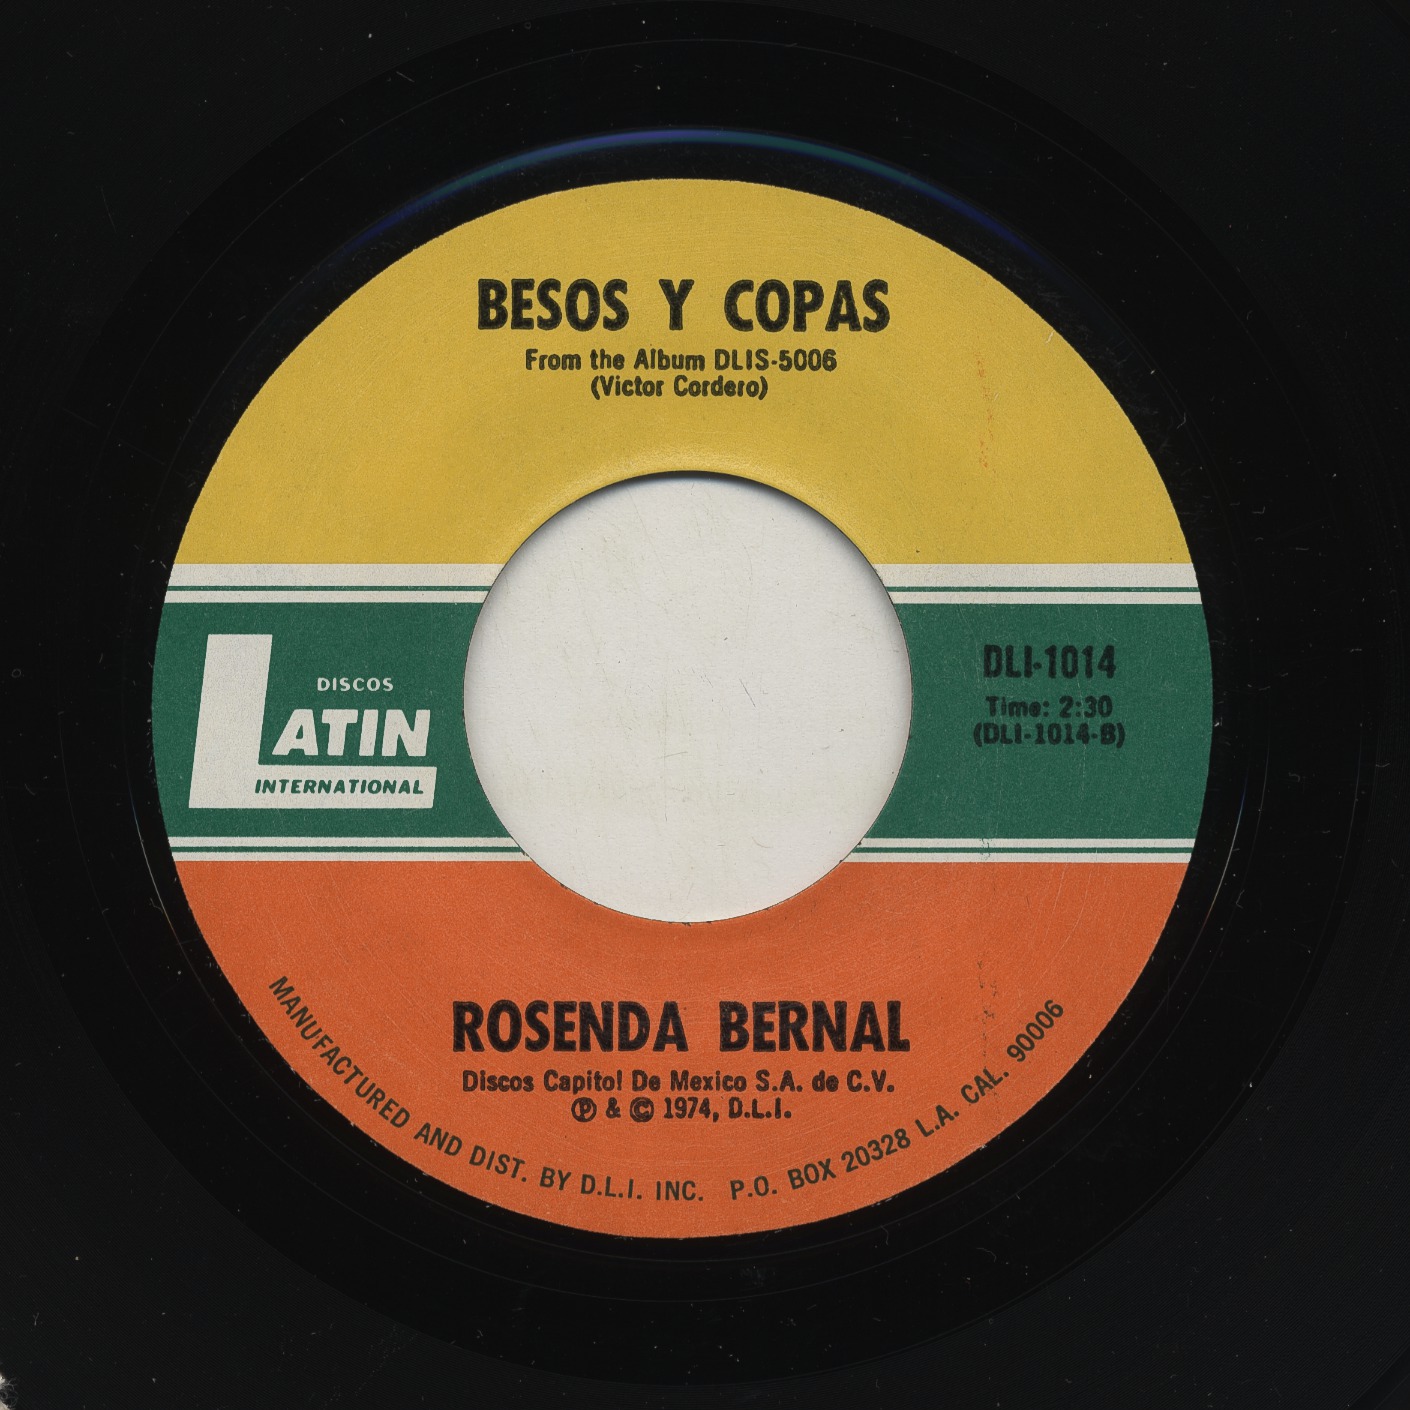 BESOS Y COPAS
From the Album DLIS-5006
(Victor Cordero)
DISCOS
LATIN
INTERNATIONAL
DLI-1014
Time: 2:30
(DLI-1014-B)
ROSENDA BERNAL
Discos Capitol De Mexico S.A. de C.V.
Ⓟ & © 1974, D.L.I.
MANUFACTURED AND DIST. BY D.L.I. INC. P.O. BOX 20328 L.A. CAL. 90006